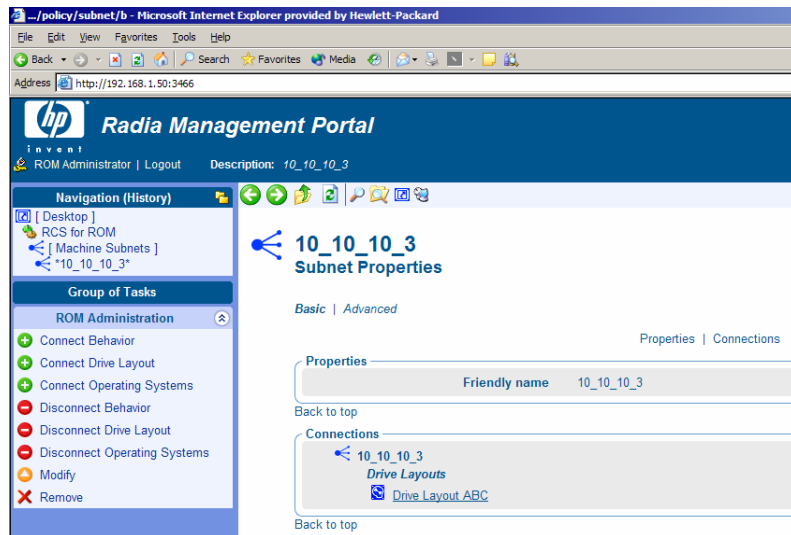 .../policy/subnet/b - Microsoft Internet Explorer provided by Hewlett-Packard
File Edit View Favorites Tools Help
Back Search Favorites Media
Address http://192.168.1.50:3466
hp
invent
Radia Management Portal
ROM Administrator | Logout Description: 10_10_10_3
Navigation (History)
[ Desktop ]
RCS for ROM
[ Machine Subnets ]
*10_10_10_3*
Group of Tasks
ROM Administration
Connect Behavior
Connect Drive Layout
Connect Operating Systems
Disconnect Behavior
Disconnect Drive Layout
Disconnect Operating Systems
Modify
Remove
10_10_10_3
Subnet Properties
Basic | Advanced
Properties | Connections
Properties
Friendly name 10_10_10_3
Back to top
Connections
10_10_10_3
Drive Layouts
Drive Layout ABC
Back to top